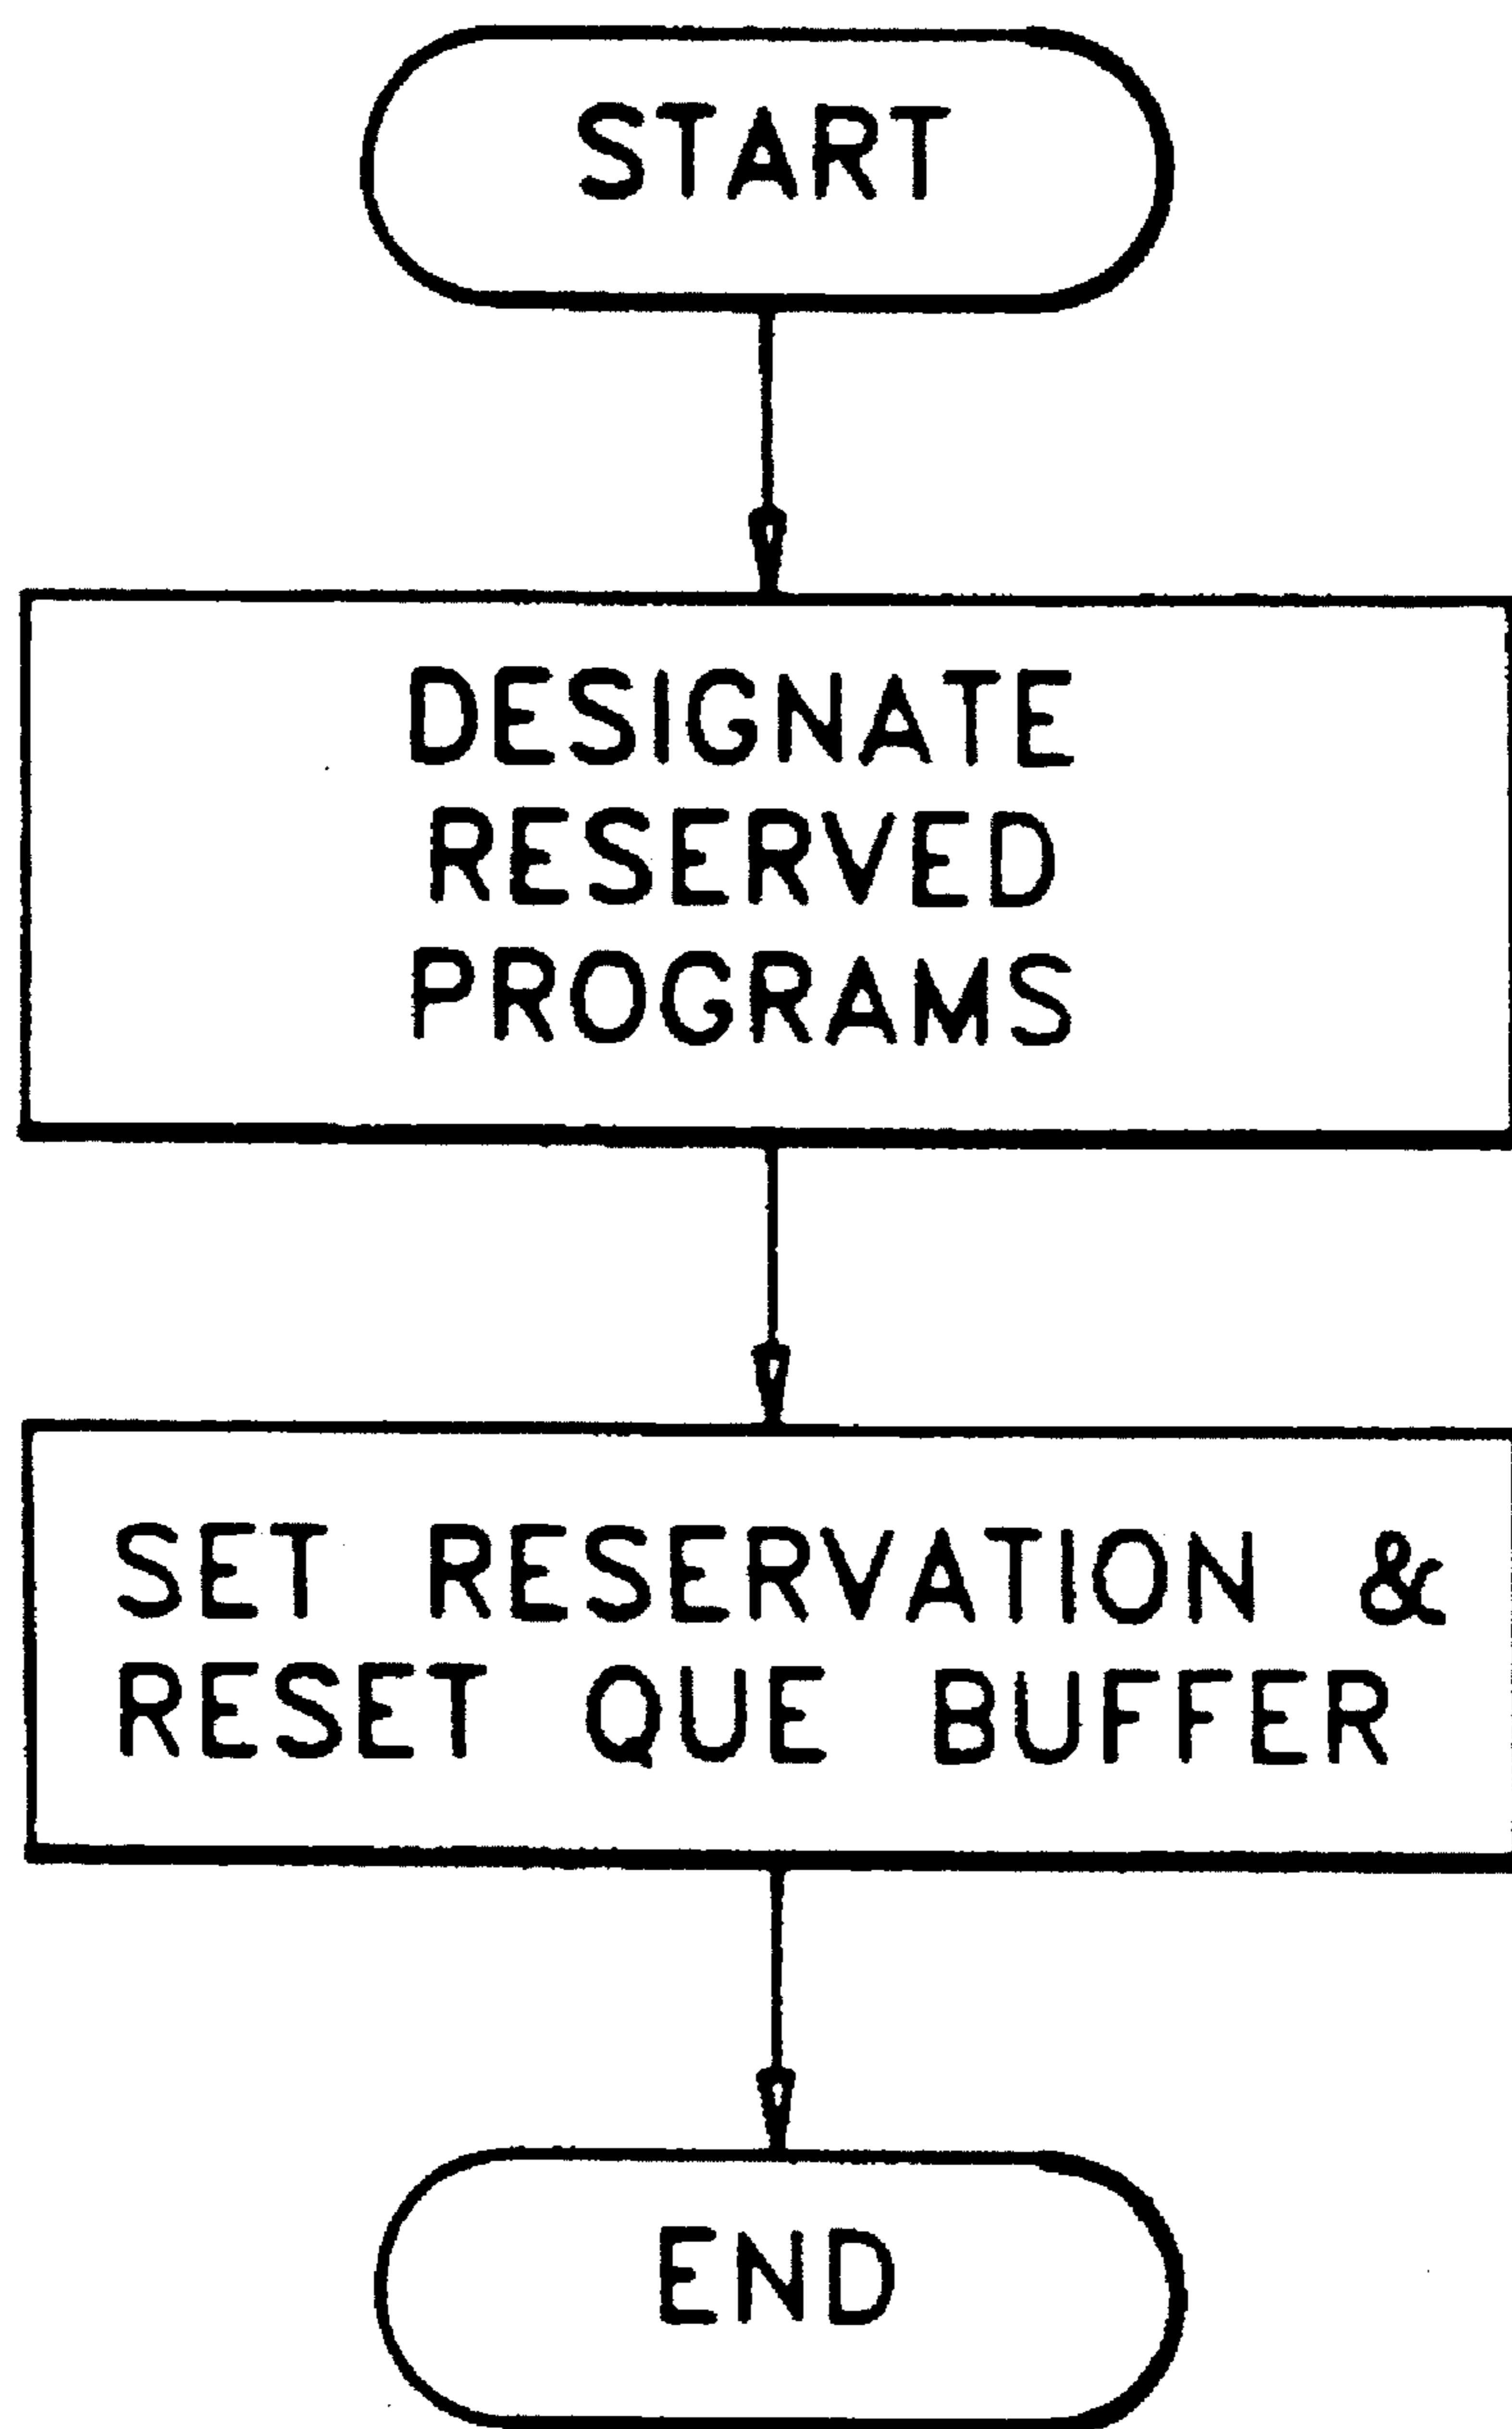 START
DESIGNATE
RESERVED
PROGRAMS
SET RESERVATION &
RESET QUE BUFFER
END